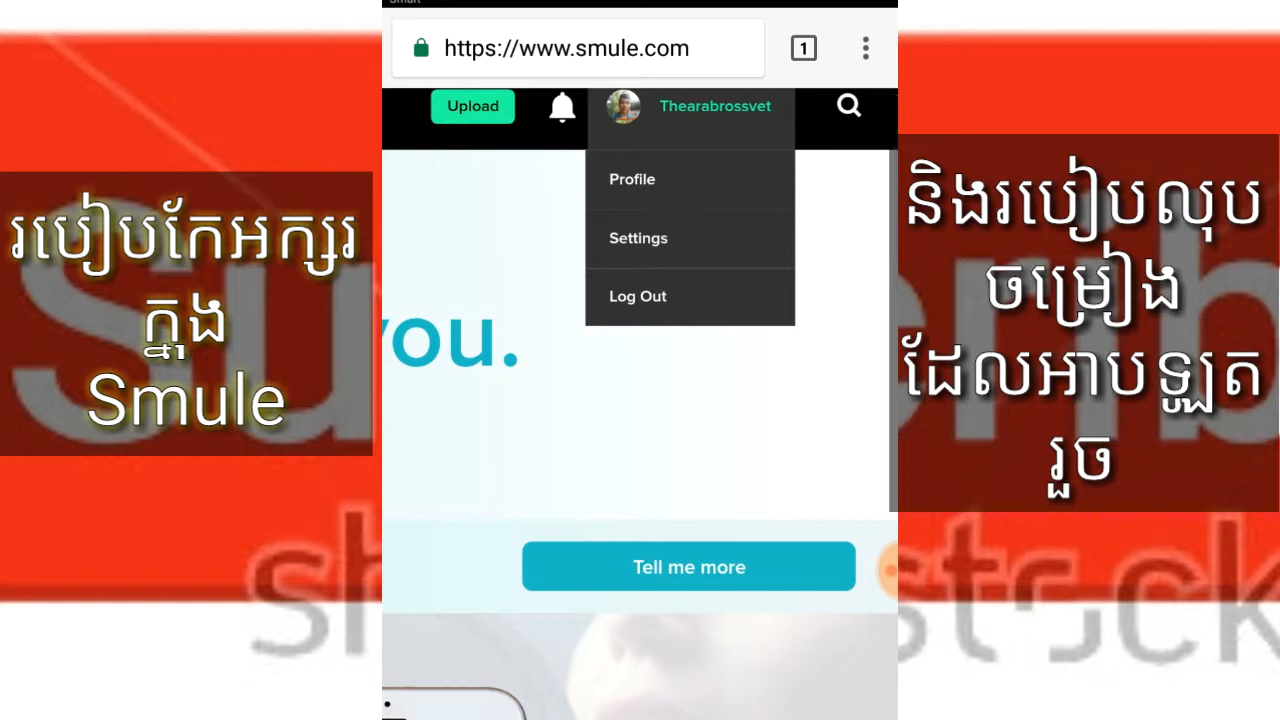 https://www.smule.com
1
Upload
Thearabrossvet
Profile
Settings
Log Out
you.
Tell me more
របៀបកែអក្សរ
ក្នុង
Smule
និងរបៀបលុប
ចម្រៀង
ដែលអាបឡូត
រួច